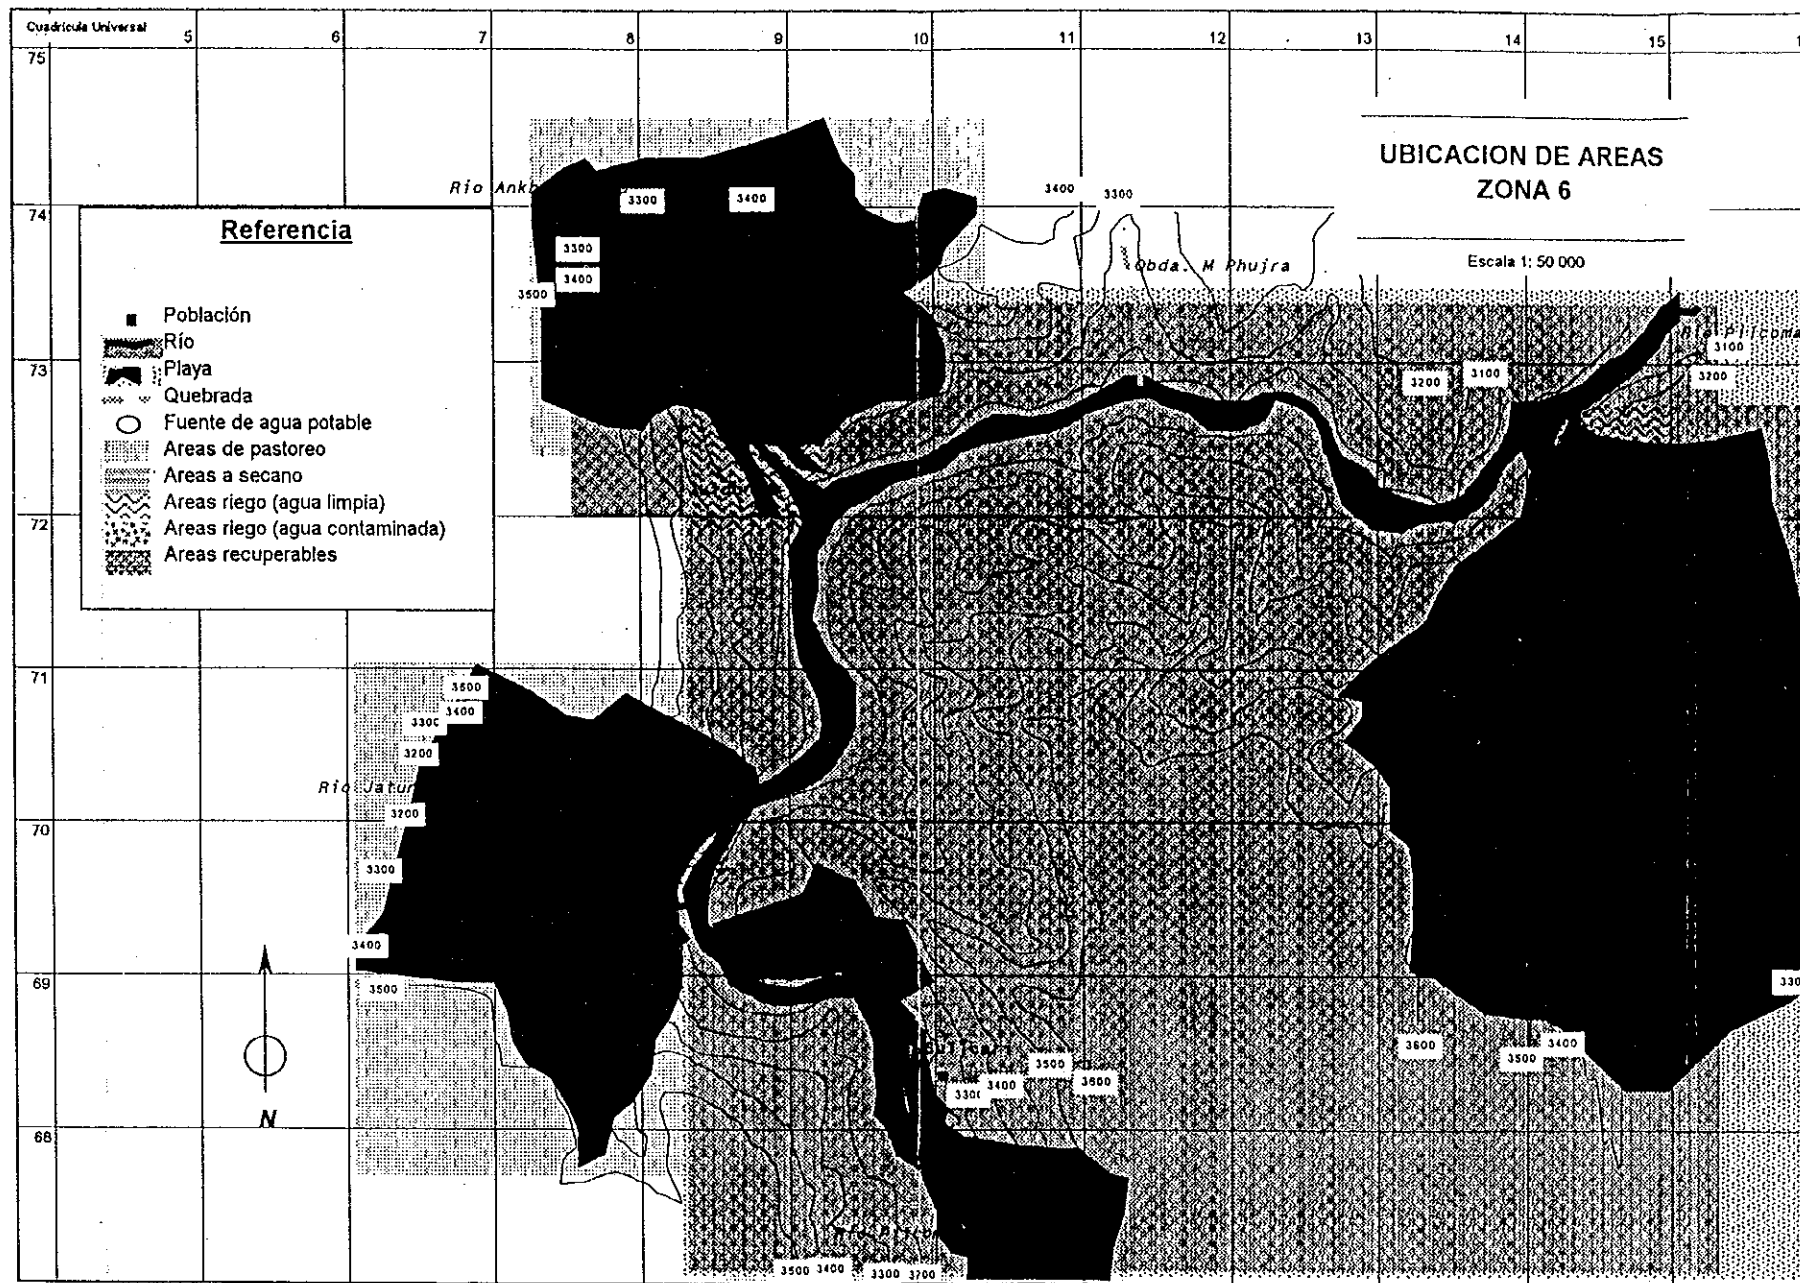 Cuadrícula Universal
5 6 7 8 9 10 11 12 13 14 15
75
UBICACION DE AREAS
ZONA 6
Escala 1: 50 000
74
Río
3300 3400
3400 3300
Referencia
Población
Río
Playa
Quebrada
Fuente de agua potable
Areas de pastoreo
Areas a secano
Areas riego (agua limpia)
Areas riego (agua contaminada)
Areas recuperables
3300
3400
3500
Qbda. M Phujra
Río
3100
3200
3200 3100
73
72
71
3500
3400
3300
3200
Río
3200
70
3300
3400
69
3500
N
68
3300
3400
3500
3600
3600
3500
3400
3500 3400 3300